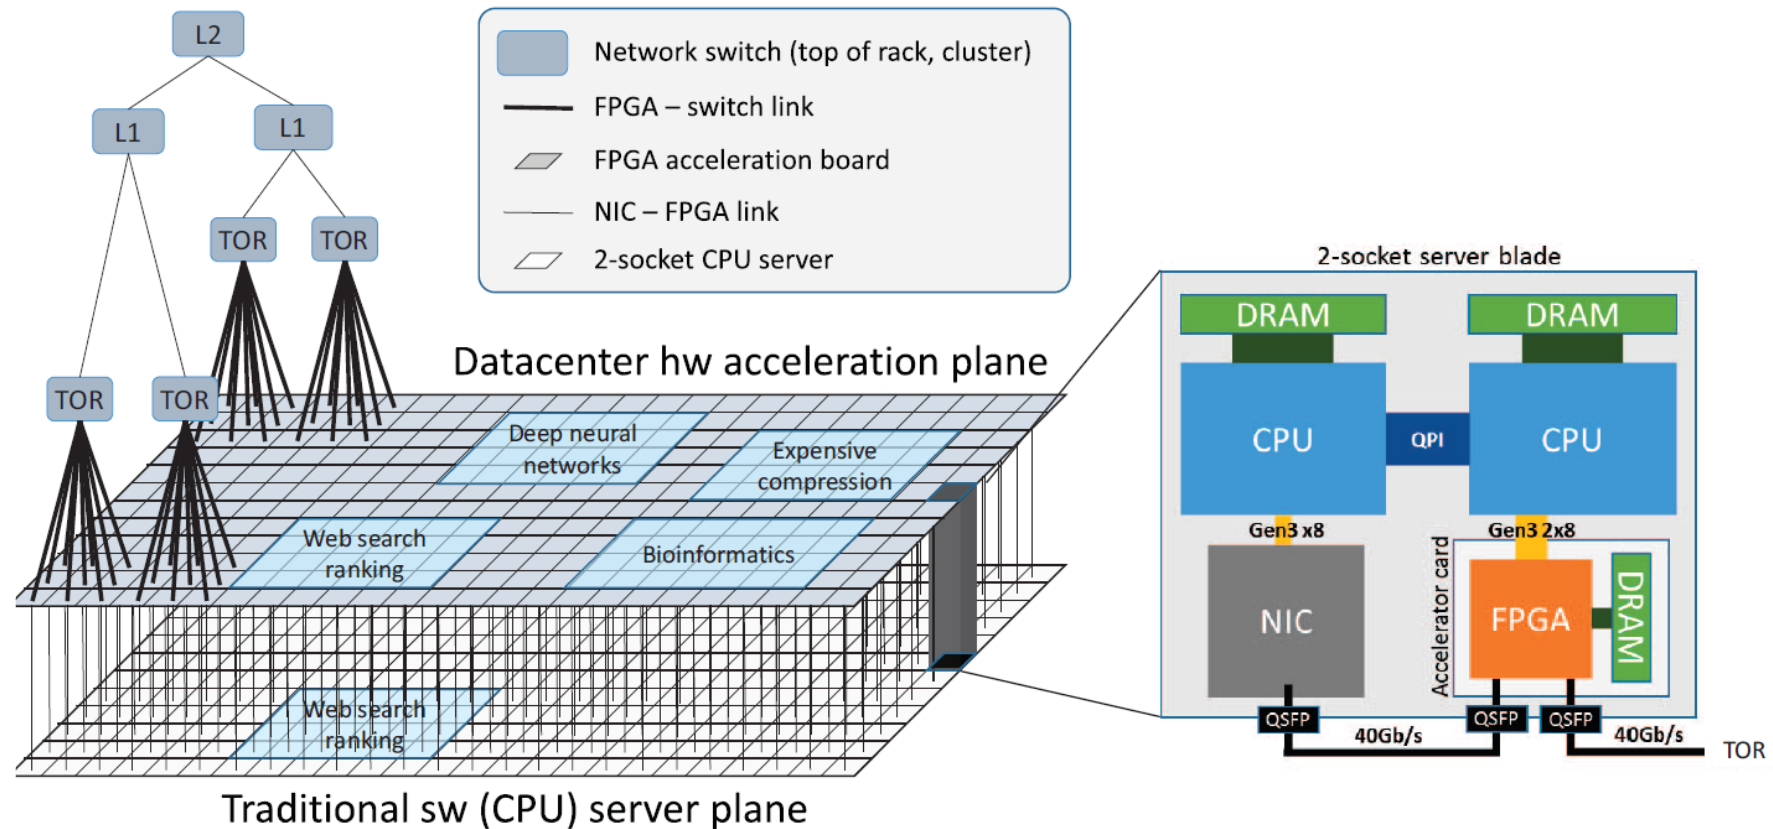 L2
L1
L1
TOR
TOR
TOR
TOR
Network switch (top of rack, cluster)
FPGA – switch link
FPGA acceleration board
NIC – FPGA link
2-socket CPU server
Datacenter hw acceleration plane
Deep neural
networks
Expensive
compression
Web search
ranking
Bioinformatics
Web search
ranking
Traditional sw (CPU) server plane
2-socket server blade
DRAM
DRAM
CPU
QPI
CPU
Gen3 x8
Gen3 2x8
Accelerator card
NIC
FPGA
DRAM
QSFP
QSFP
QSFP
40Gb/s
40Gb/s
TOR